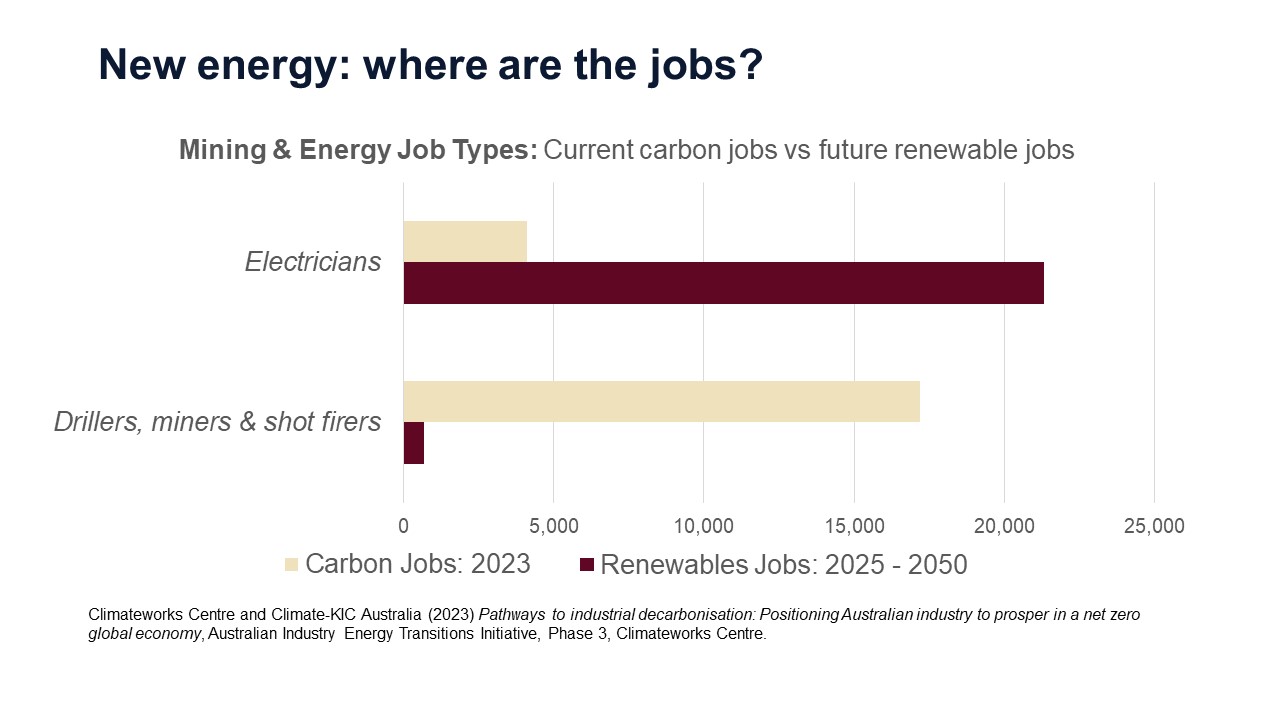 New energy: where are the jobs?
Mining & Energy Job Types: Current carbon jobs vs future renewable jobs
Electricians
Drillers, miners & shot firers
0 5,000 10,000 15,000 20,000 25,000
Carbon Jobs: 2023 Renewables Jobs: 2025 - 2050
Climateworks Centre and Climate-KIC Australia (2023) Pathways to industrial decarbonisation: Positioning Australian industry to prosper in a net zero
global economy, Australian Industry Energy Transitions Initiative, Phase 3, Climateworks Centre.